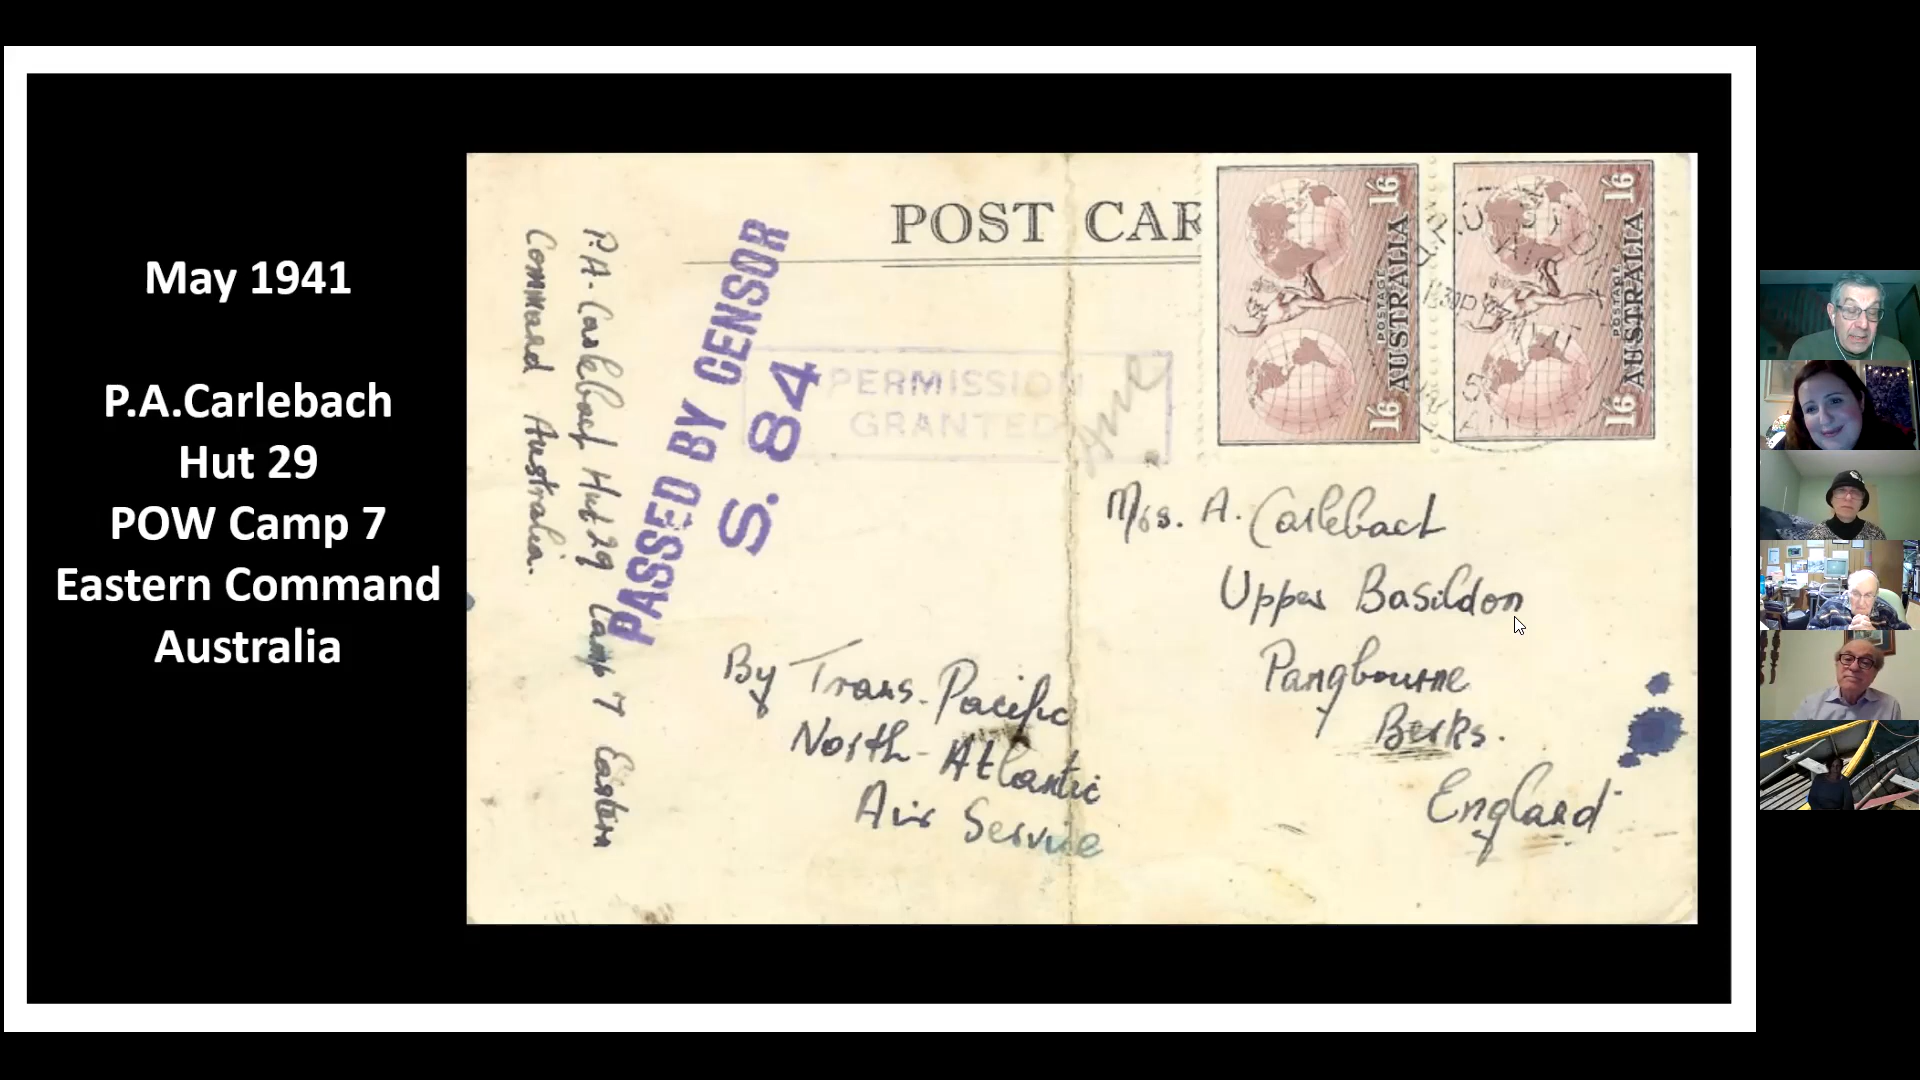 May 1941
P.A.Carlebach
Hut 29
POW Camp 7
Eastern Command
Australia
POST CAR
P.A. Carlebach Hut 29 Camp 7 Eastern
Command Australia.
PASSED BY CENSOR
S. 84
PERMISSION
GRANTED
1/6 POSTAGE AUSTRALIA 1/6
1/6 POSTAGE AUSTRALIA 1/6
Mrs. A. Carlebach
Upper Basildon
Pangbourne
Berks.
England
By Trans-Pacific
North-Atlantic
Air Service